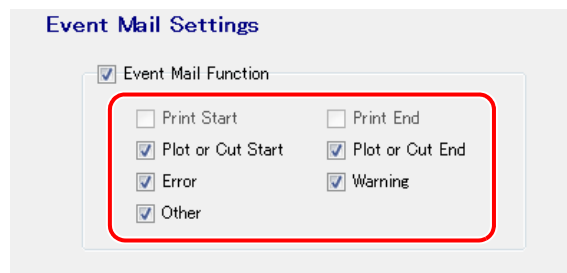 Event Mail Settings
Event Mail Function
Print Start Print End
Plot or Cut Start Plot or Cut End
Error Warning
Other